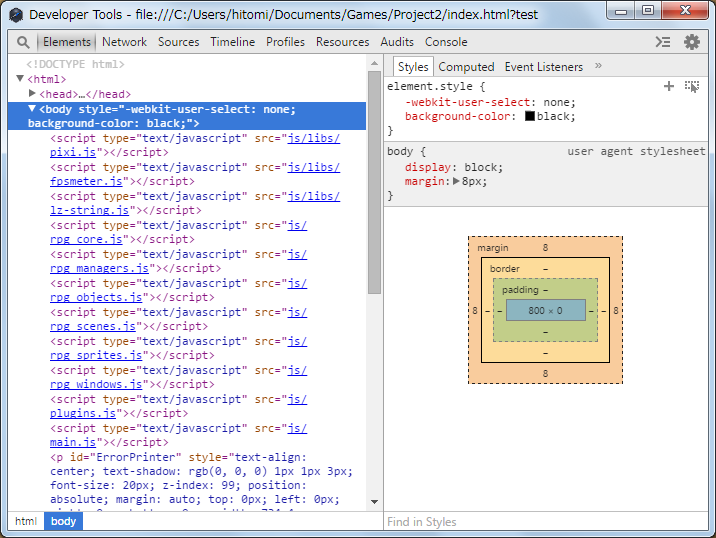 Developer Tools - file:///C:/Users/hitomi/Documents/Games/Project2/index.html?test
Elements Network Sources Timeline Profiles Resources Audits Console
<!DOCTYPE html>
<html>
<head>…</head>
<body style="-webkit-user-select: none;
background-color: black;">
<script type="text/javascript" src="js/libs/
pixi.js"></script>
<script type="text/javascript" src="js/libs/
fpsmeter.js"></script>
<script type="text/javascript" src="js/libs/
lz-string.js"></script>
<script type="text/javascript" src="js/
rpg_core.js"></script>
<script type="text/javascript" src="js/
rpg_managers.js"></script>
<script type="text/javascript" src="js/
rpg_objects.js"></script>
<script type="text/javascript" src="js/
rpg_scenes.js"></script>
<script type="text/javascript" src="js/
rpg_sprites.js"></script>
<script type="text/javascript" src="js/
rpg_windows.js"></script>
<script type="text/javascript" src="js/
plugins.js"></script>
<script type="text/javascript" src="js/
main.js"></script>
<p id="ErrorPrinter" style="text-align:
center; text-shadow: rgb(0, 0, 0) 1px 1px 3px;
font-size: 20px; z-index: 99; position:
absolute; margin: auto; top: 0px; left: 0px;
html body
Styles Computed Event Listeners »
element.style {
-webkit-user-select: none;
background-color: black;
}
body { user agent stylesheet
display: block;
margin: 8px;
}
margin 8
border –
padding –
8 – – 800 × 0 – – 8
–
–
8
Find in Styles